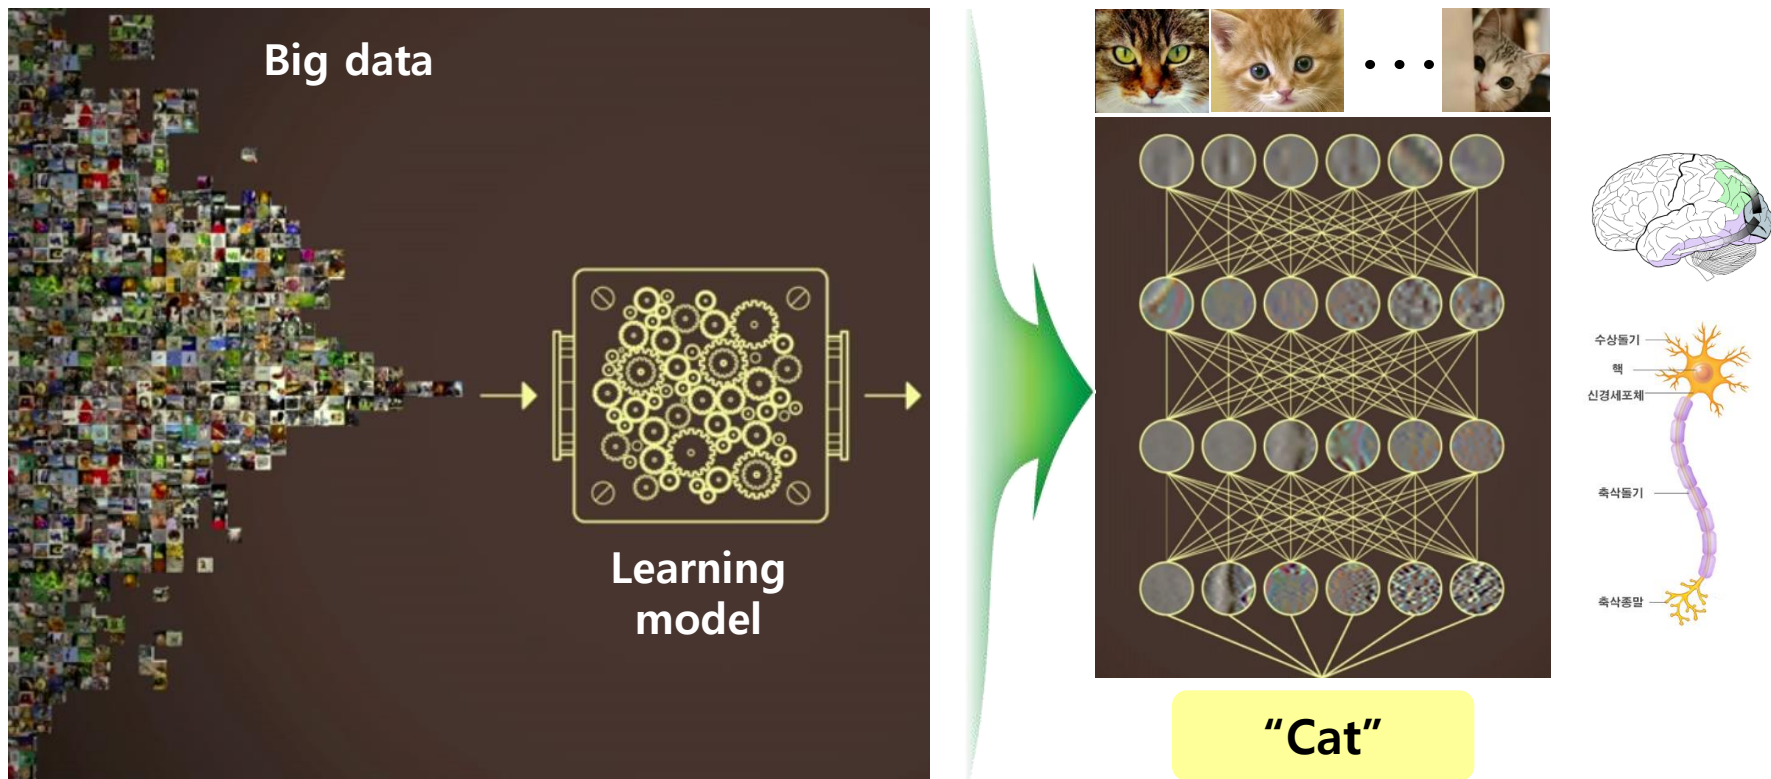 Big data
Learning
model
“Cat”
수상돌기
핵
신경세포체
축삭돌기
축삭종말